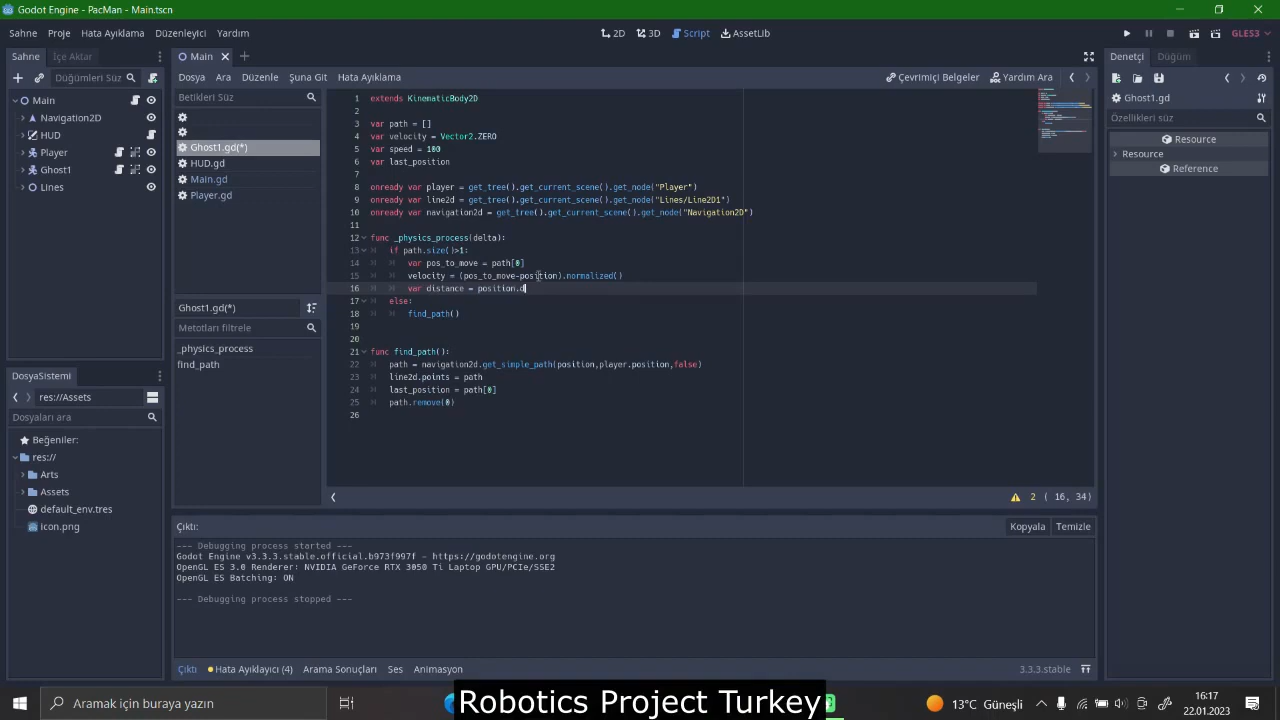 Godot Engine - PacMan - Main.tscn
Sahne Proje Hata Ayıklama Düzenleyici Yardım
2D 3D Script AssetLib
GLES3
Sahne İçe Aktar
Düğümleri Süz
Main
Navigation2D
HUD
Player
Ghost1
Lines
Main
Dosya Ara Düzenle Şuna Git Hata Ayıklama
Çevrimiçi Belgeler Yardım Ara
Betikleri Süz
Ghost1.gd(*)
HUD.gd
Main.gd
Player.gd
Ghost1.gd(*)
Metotları filtrele
_physics_process
find_path
1 extends KinematicBody2D
2
3 var path = []
4 var velocity = Vector2.ZERO
5 var speed = 100
6 var last_position
7
8 onready var player = get_tree().get_current_scene().get_node("Player")
9 onready var line2d = get_tree().get_current_scene().get_node("Lines/Line2D1")
10 onready var navigation2d = get_tree().get_current_scene().get_node("Navigation2D")
11
12 func _physics_process(delta):
13 if path.size()>1:
14 var pos_to_move = path[0]
15 velocity = (pos_to_move-position).normalized()
16 var distance = position.d
17 else:
18 find_path()
19
20
21 func find_path():
22 path = navigation2d.get_simple_path(position,player.position,false)
23 line2d.points = path
24 last_position = path[0]
25 path.remove(0)
26
2 ( 16, 34)
DosyaSistemi
res://Assets
Dosyaları ara
Beğeniler:
res://
Arts
Assets
default_env.tres
icon.png
Çıktı:
Kopyala Temizle
--- Debugging process started ---
Godot Engine v3.3.3.stable.official.b973f997f - https://godotengine.org
OpenGL ES 3.0 Renderer: NVIDIA GeForce RTX 3050 Ti Laptop GPU/PCIe/SSE2
OpenGL ES Batching: ON
--- Debugging process stopped ---
Çıktı Hata Ayıklayıcı (4) Arama Sonuçları Ses Animasyon
3.3.3.stable
Denetçi Düğüm
Ghost1.gd
Özellikleri süz
Resource
Resource
Reference
Aramak için buraya yazın
Robotics Project Turkey
13°C Güneşli
16:17
22.01.2023